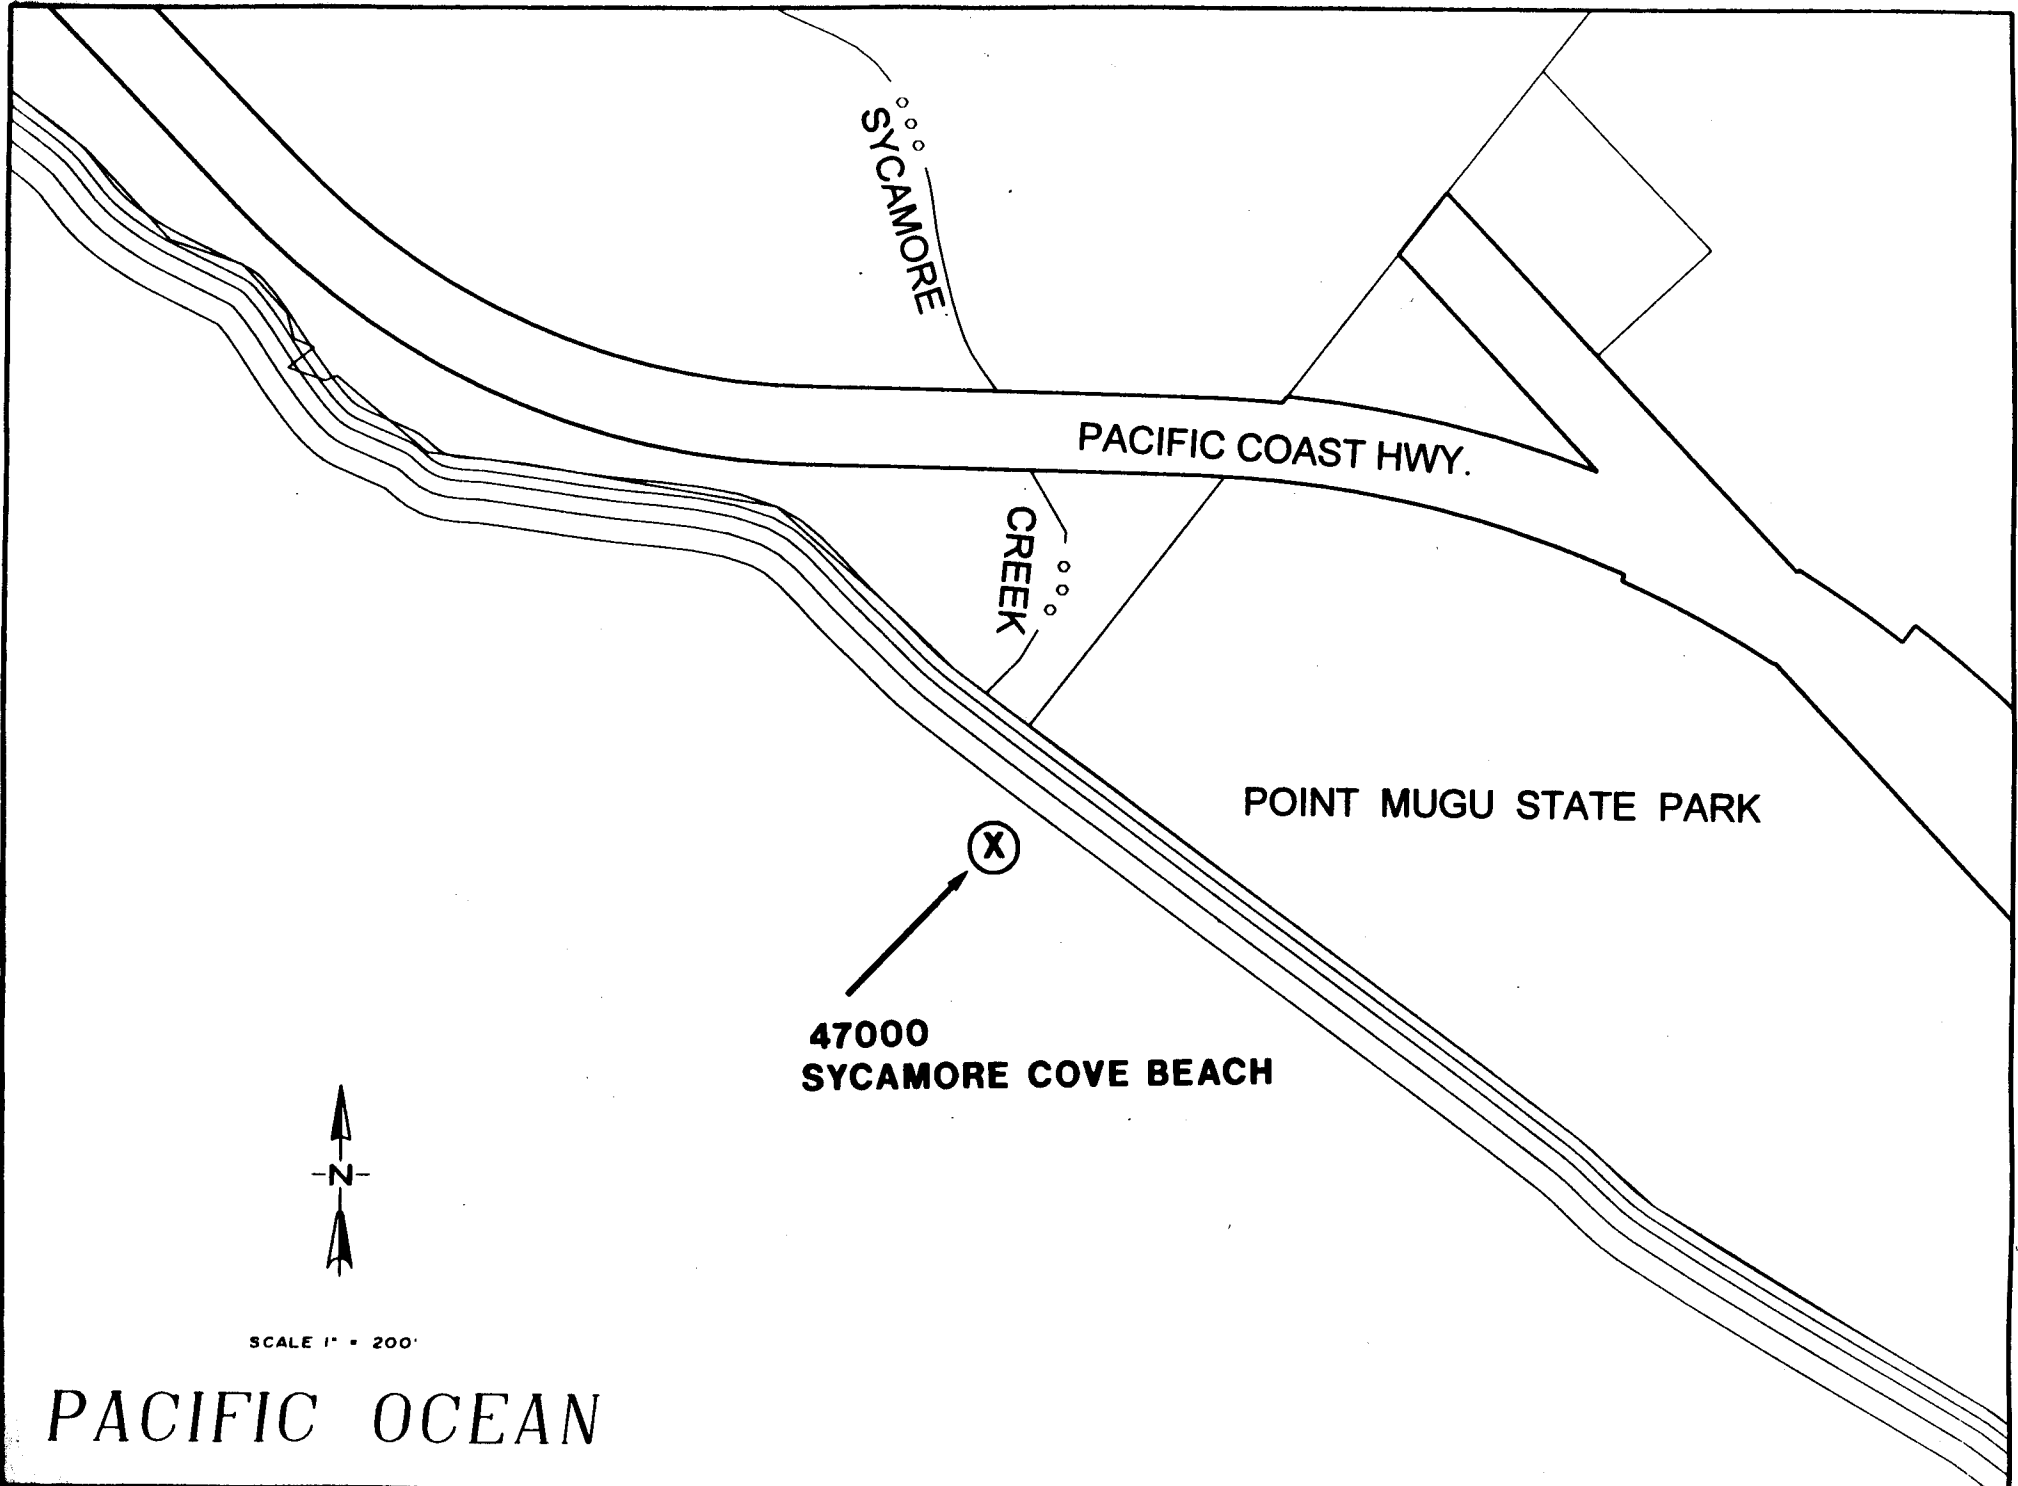 SYCAMORE
PACIFIC COAST HWY.
CREEK
POINT MUGU STATE PARK
X
47000
SYCAMORE COVE BEACH
N
SCALE 1" = 200'
PACIFIC OCEAN